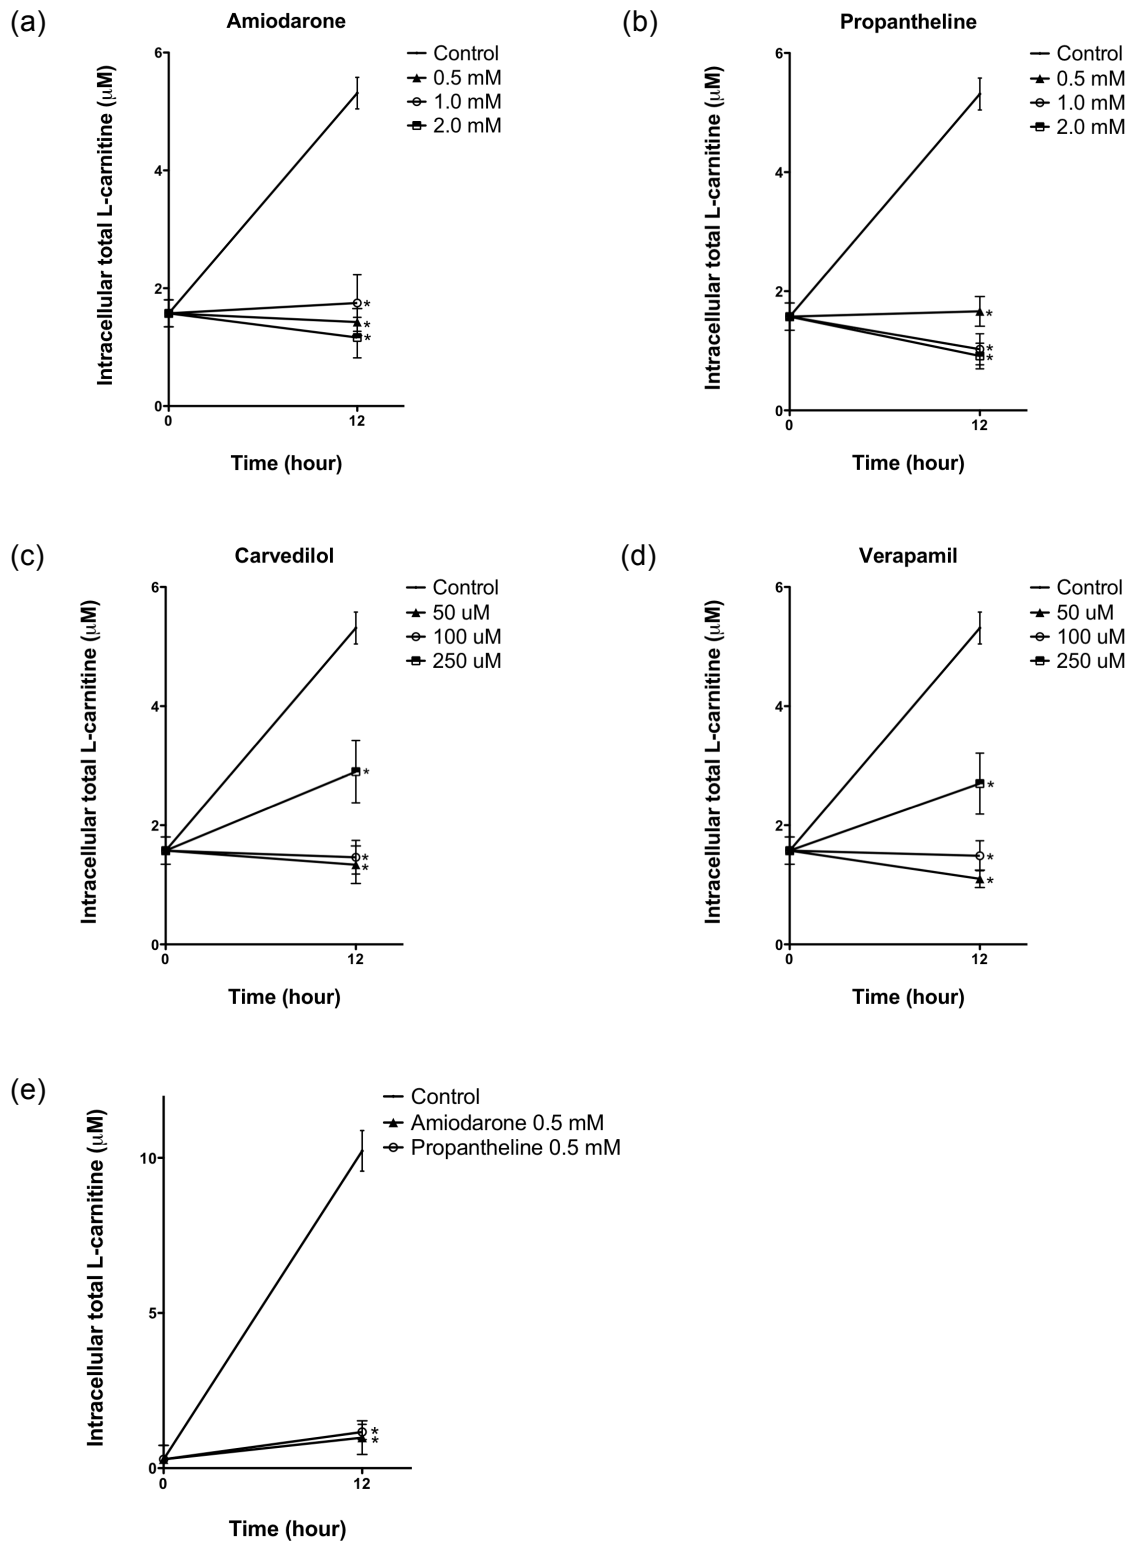 (a)
Amiodarone
Intracellular total L-carnitine (μM)
6
4
2
0
0
12
Time (hour)
Control
0.5 mM
1.0 mM
2.0 mM
*
*
*
(b)
Propantheline
Intracellular total L-carnitine (μM)
6
4
2
0
0
12
Time (hour)
Control
0.5 mM
1.0 mM
2.0 mM
*
*
*
(c)
Carvedilol
Intracellular total L-carnitine (μM)
6
4
2
0
0
12
Time (hour)
Control
50 uM
100 uM
250 uM
*
*
*
(d)
Verapamil
Intracellular total L-carnitine (μM)
6
4
2
0
0
12
Time (hour)
Control
50 uM
100 uM
250 uM
*
*
*
(e)
Intracellular total L-carnitine (μM)
10
5
0
0
12
Time (hour)
Control
Amiodarone 0.5 mM
Propantheline 0.5 mM
*
*